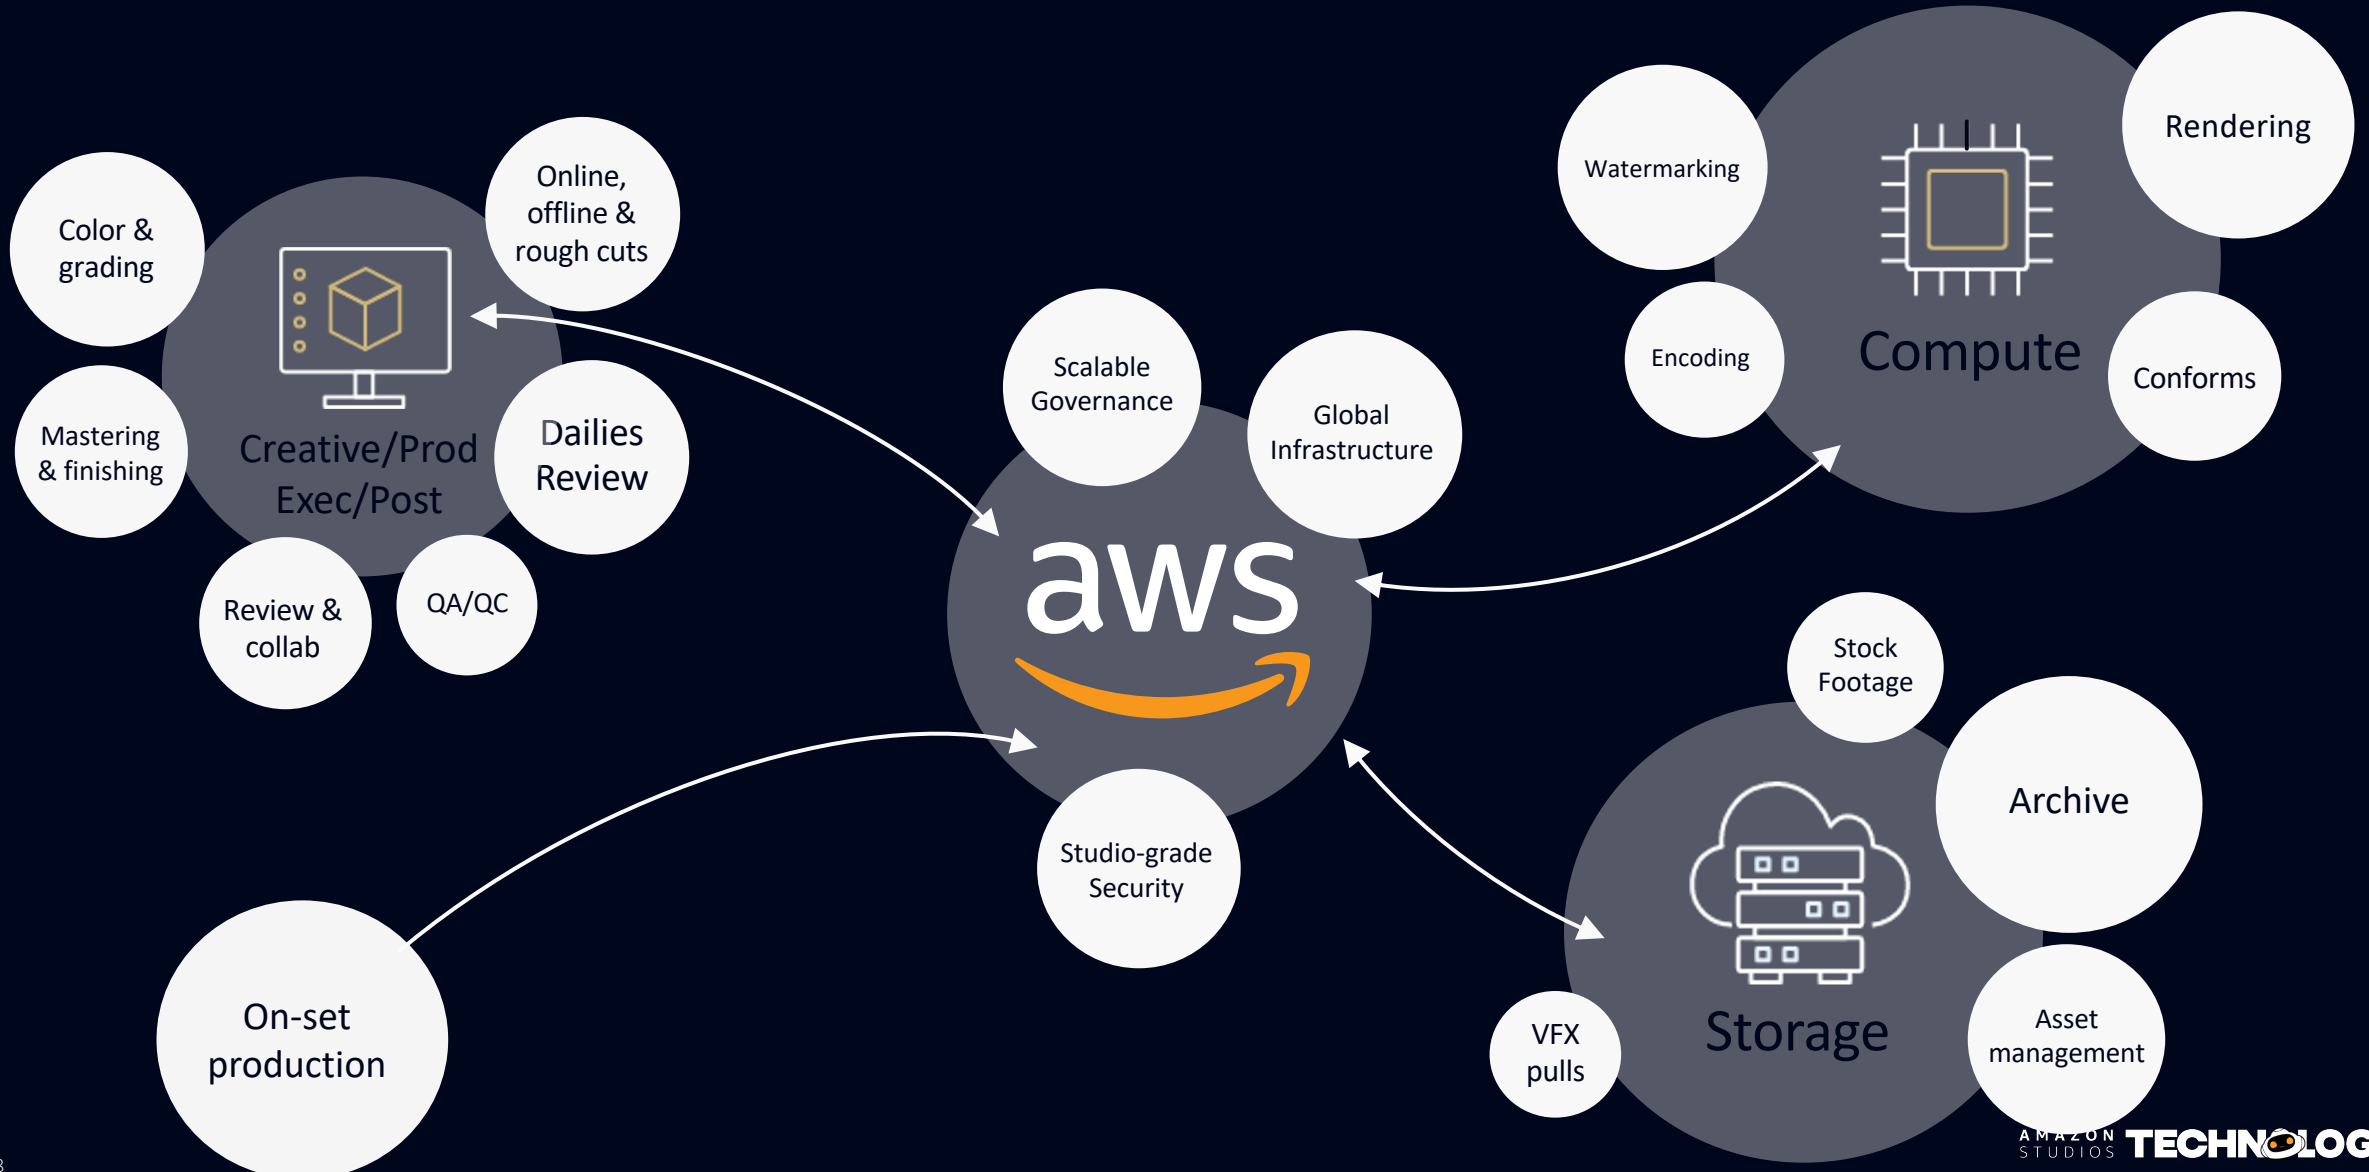 Color &
grading
Online,
offline &
rough cuts
Mastering
& finishing
Creative/Prod
Exec/Post
Dailies
Review
Review &
collab
QA/QC
Scalable
Governance
Global
Infrastructure
aws
Studio-grade
Security
On-set
production
Watermarking
Rendering
Encoding
Compute
Conforms
Stock
Footage
Archive
VFX
pulls
Storage
Asset
management
AMAZON
STUDIOS
TECHNOLOG